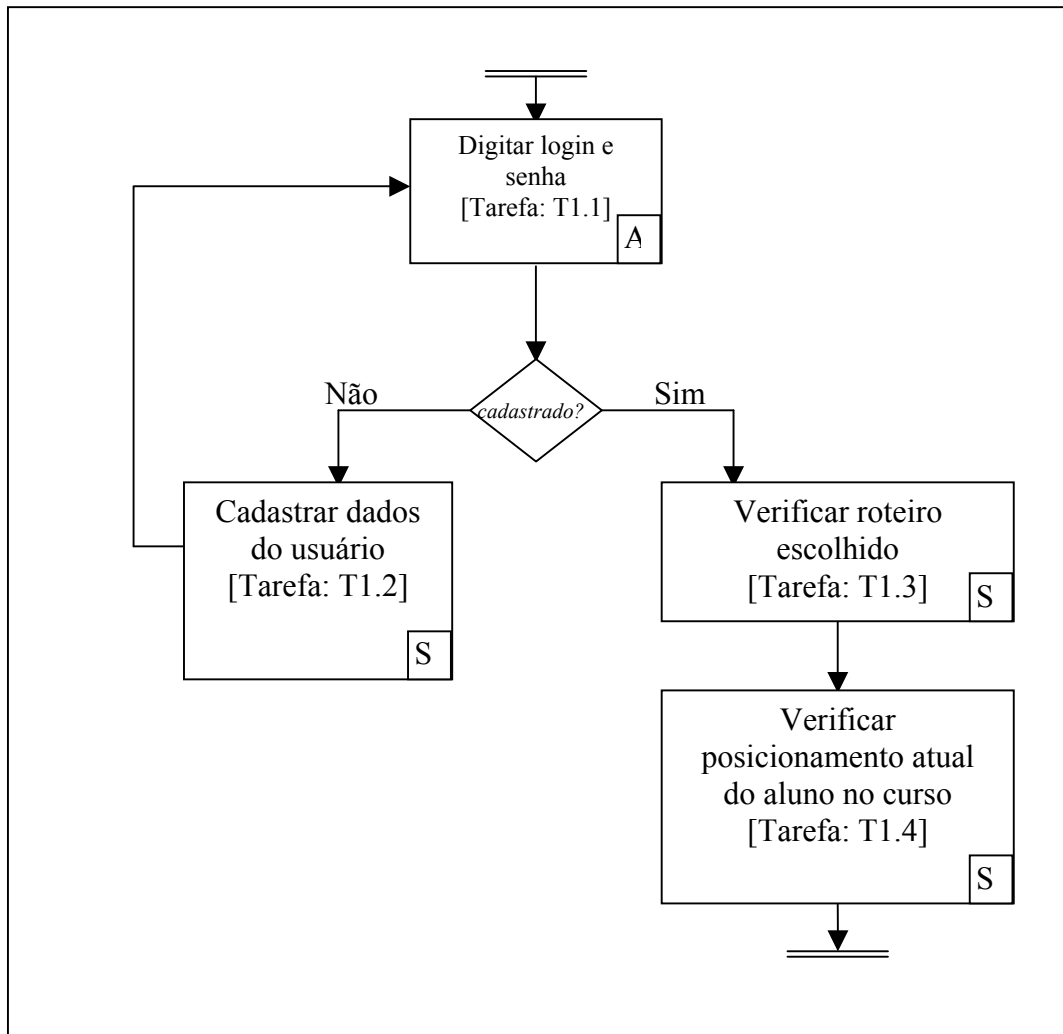 Digitar login e
senha
[Tarefa: T1.1]
A
cadastrado?
Não
Sim
Cadastrar dados
do usuário
[Tarefa: T1.2]
S
Verificar roteiro
escolhido
[Tarefa: T1.3]
S
Verificar
posicionamento atual
do aluno no curso
[Tarefa: T1.4]
S